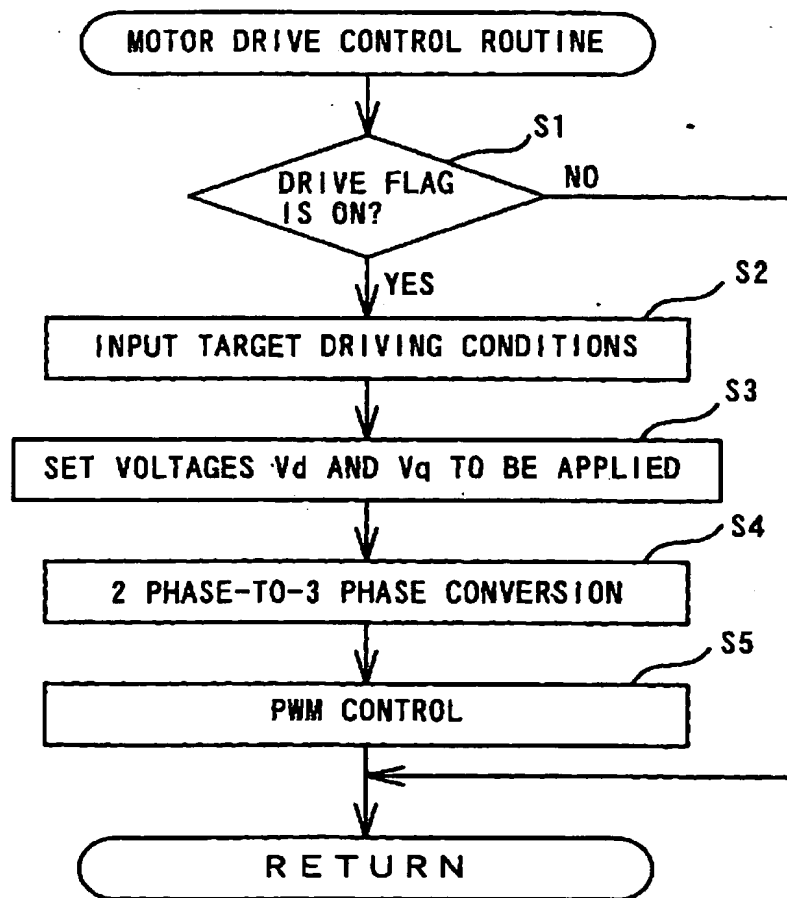 MOTOR DRIVE CONTROL ROUTINE
S1
DRIVE FLAG
IS ON?
NO
YES
S2
INPUT TARGET DRIVING CONDITIONS
S3
SET VOLTAGES Vd AND Vq TO BE APPLIED
S4
2 PHASE-TO-3 PHASE CONVERSION
S5
PWM CONTROL
RETURN